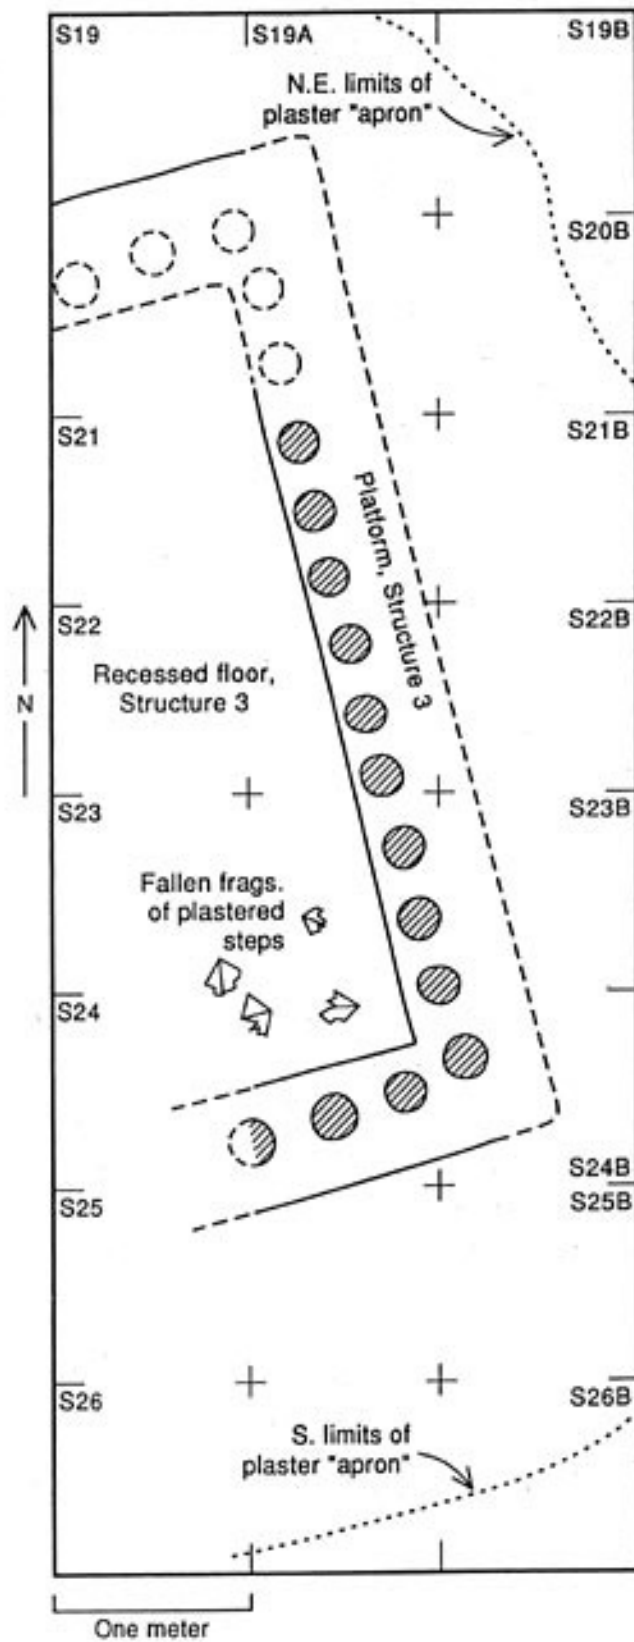 S19
S19A
S19B
N.E. limits of
plaster "apron"
S20B
S21
S21B
Platform, Structure 3
S22
S22B
Recessed floor,
Structure 3
N
S23
S23B
Fallen frags.
of plastered
steps
S24
S24B
S25
S25B
S26
S26B
S. limits of
plaster "apron"
One meter